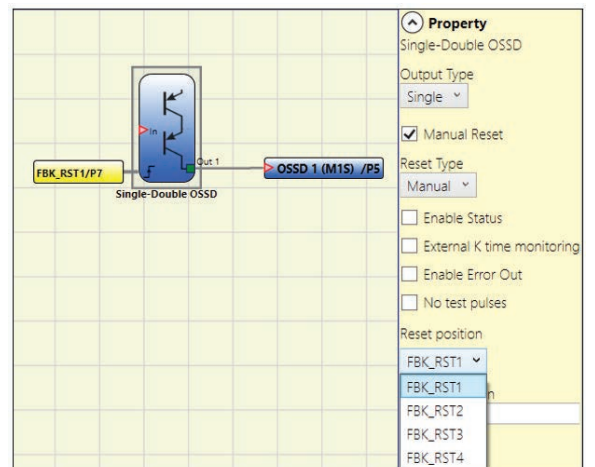 In
Out 1
FBK_RST1/P7
OSSD 1 (M1S) /P5
Single-Double OSSD
Property
Single-Double OSSD
Output Type
Single
Manual Reset
Reset Type
Manual
Enable Status
External K time monitoring
Enable Error Out
No test pulses
Reset position
FBK_RST1
FBK_RST1
FBK_RST2
FBK_RST3
FBK_RST4